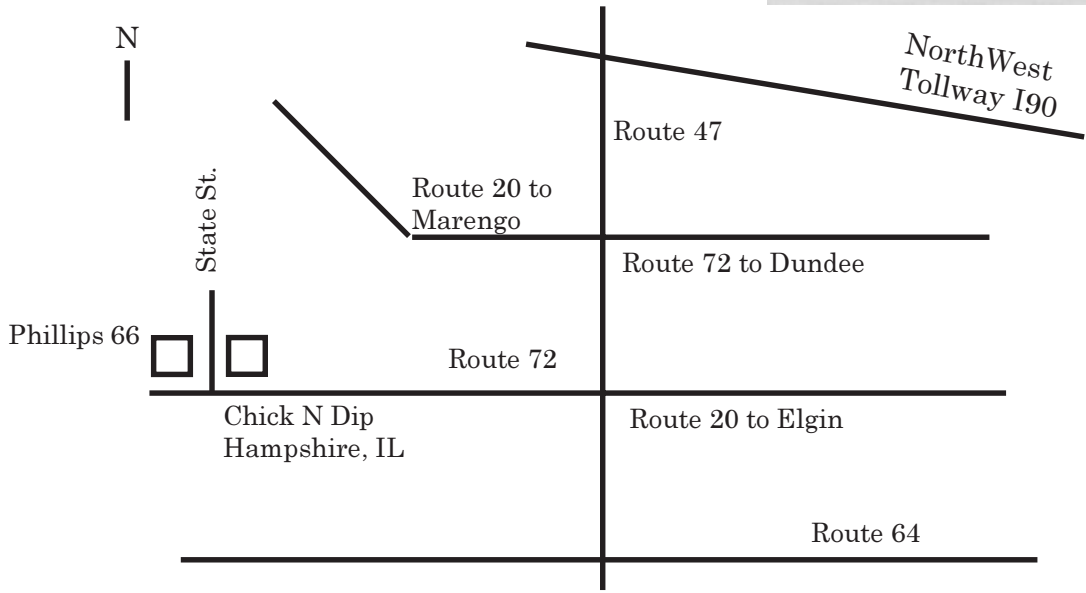 N
NorthWest
Tollway I90
Route 47
State St.
Route 20 to
Marengo
Route 72 to Dundee
Phillips 66
Route 72
Chick N Dip
Hampshire, IL
Route 20 to Elgin
Route 64